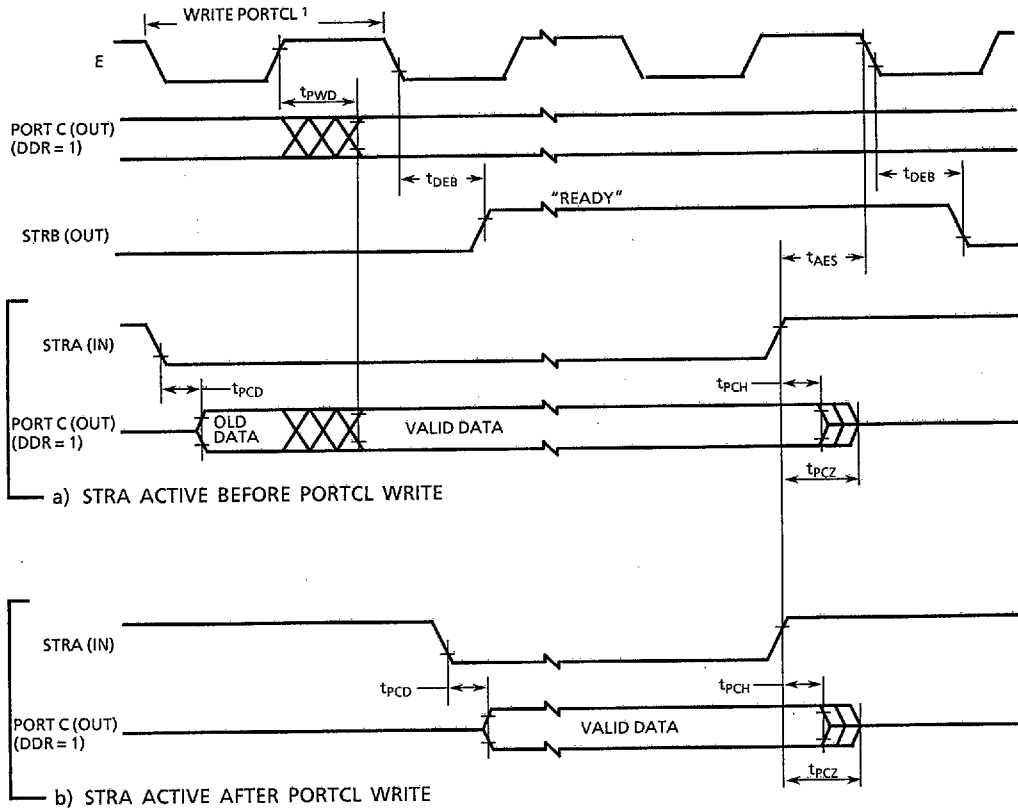 WRITE PORTCL 1
E
tPWD
PORT C (OUT)
(DDR = 1)
tDEB
tDEB
"READY"
STRB (OUT)
tAES
STRA (IN)
tPCD
tPCH
PORT C (OUT)
(DDR = 1)
OLD
DATA
VALID DATA
tPCZ
a) STRA ACTIVE BEFORE PORTCL WRITE
STRA (IN)
tPCD
tPCH
PORT C (OUT)
(DDR = 1)
VALID DATA
tPCZ
b) STRA ACTIVE AFTER PORTCL WRITE